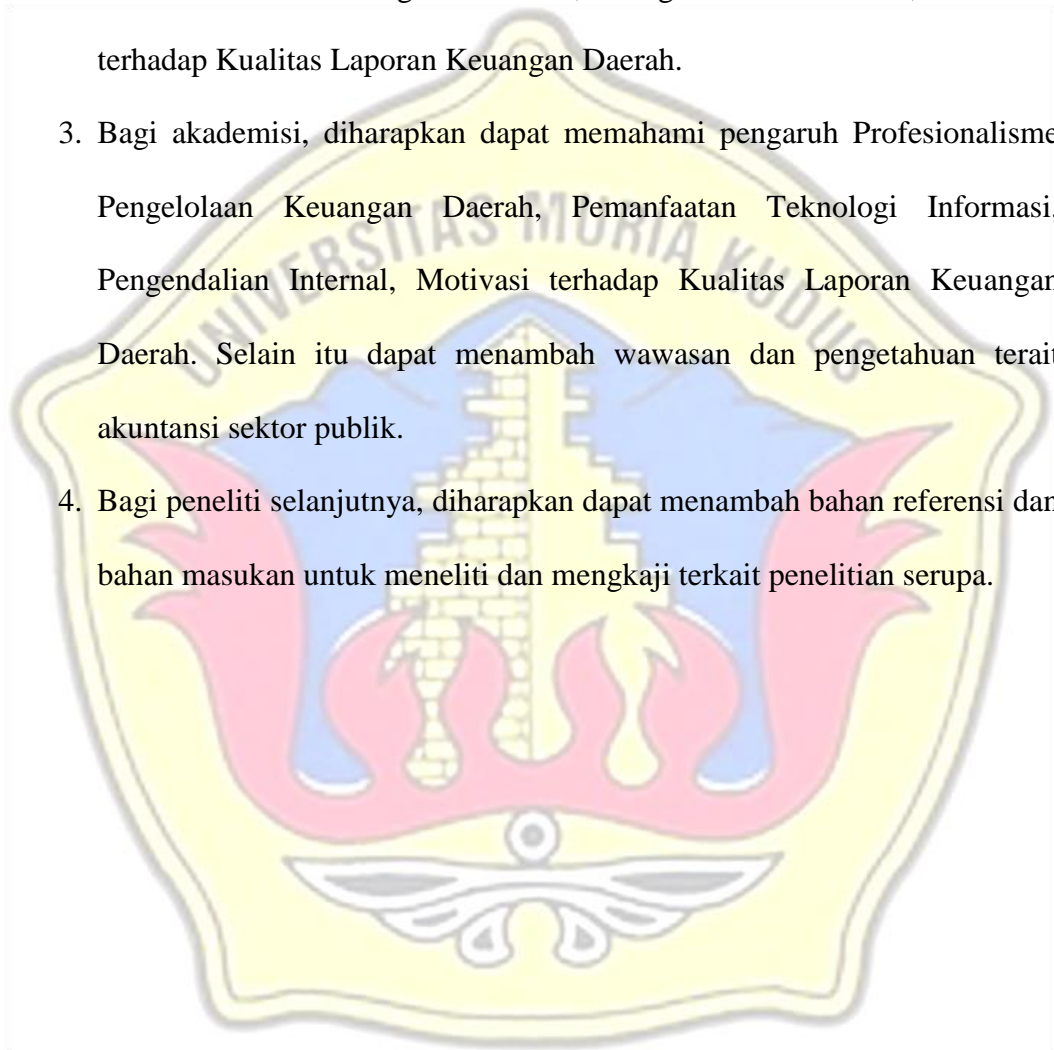 terhadap Kualitas Laporan Keuangan Daerah.
3. Bagi akademisi, diharapkan dapat memahami pengaruh Profesionalisme
Pengelolaan Keuangan Daerah, Pemanfaatan Teknologi Informasi,
Pengendalian Internal, Motivasi terhadap Kualitas Laporan Keuangan
Daerah. Selain itu dapat menambah wawasan dan pengetahuan terait
akuntansi sektor publik.
4. Bagi peneliti selanjutnya, diharapkan dapat menambah bahan referensi dan
bahan masukan untuk meneliti dan mengkaji terkait penelitian serupa.
UNIVERSITAS MURIA KUDUS